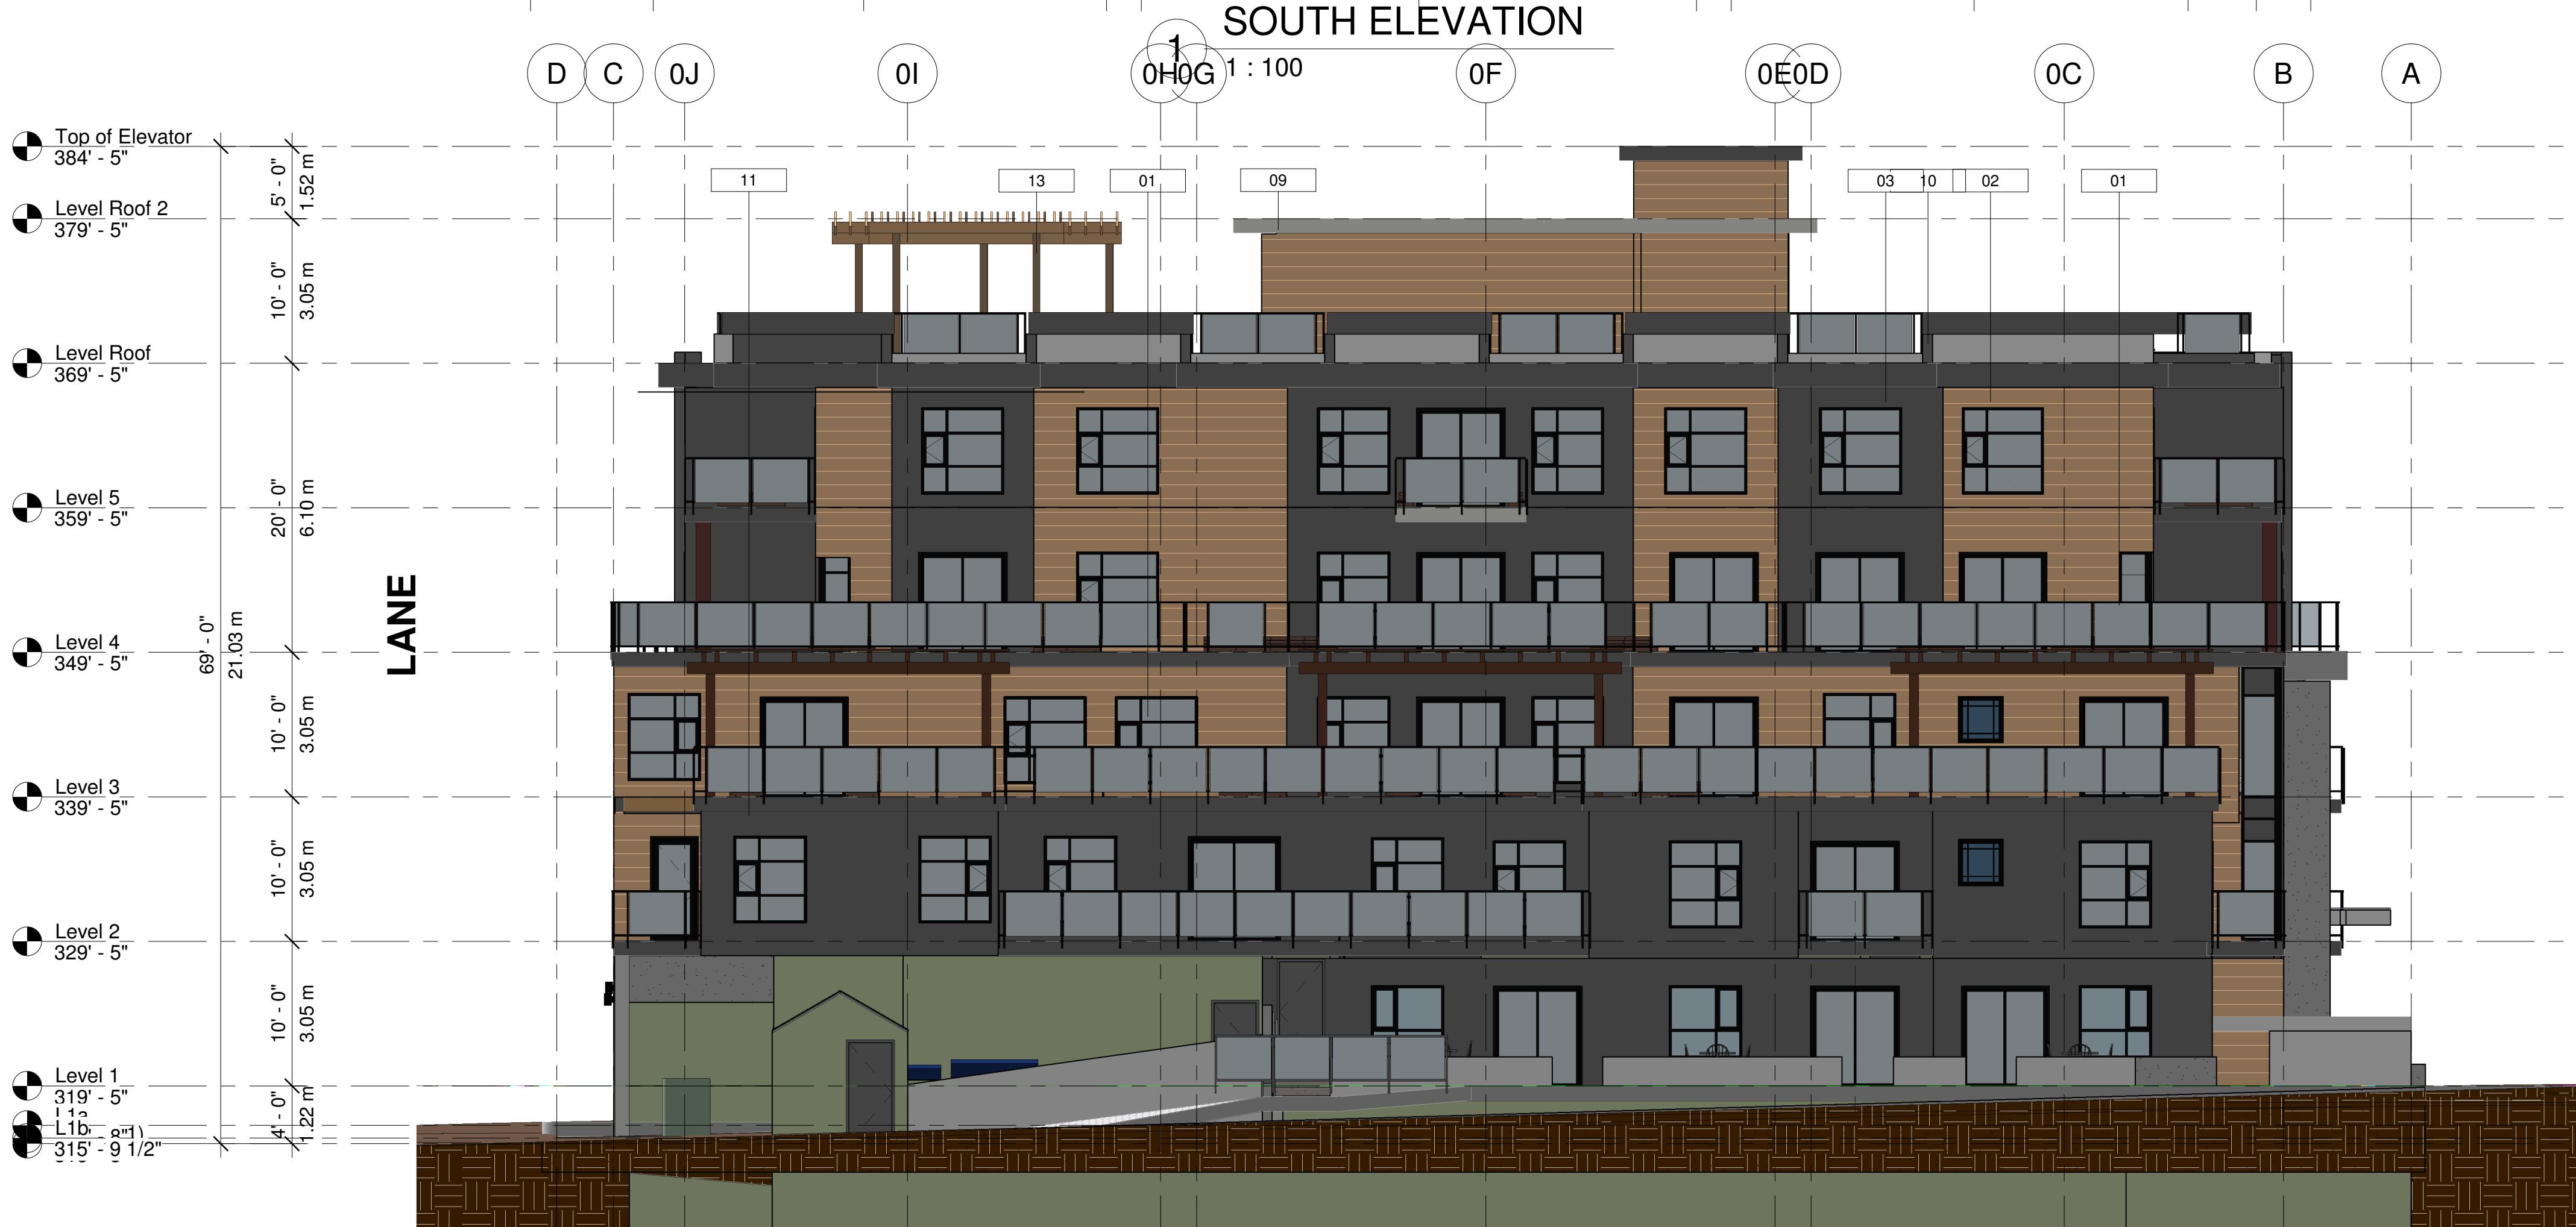 SOUTH ELEVATION
1
1 : 100
D C 0J 0I 0H 0G 0F 0E 0D 0C B A
Top of Elevator
384' - 5"
11 13 01 09 03 10 02 01
5' - 0"
1.52 m
Level Roof 2
379' - 5"
10' - 0"
3.05 m
Level Roof
369' - 5"
20' - 0"
6.10 m
Level 5
359' - 5"
LANE
69' - 0"
21.03 m
Level 4
349' - 5"
10' - 0"
3.05 m
Level 3
339' - 5"
10' - 0"
3.05 m
Level 2
329' - 5"
10' - 0"
3.05 m
Level 1
319' - 5"
4' - 0"
1.22 m
L1a
L1b
315' - 9 1/2"